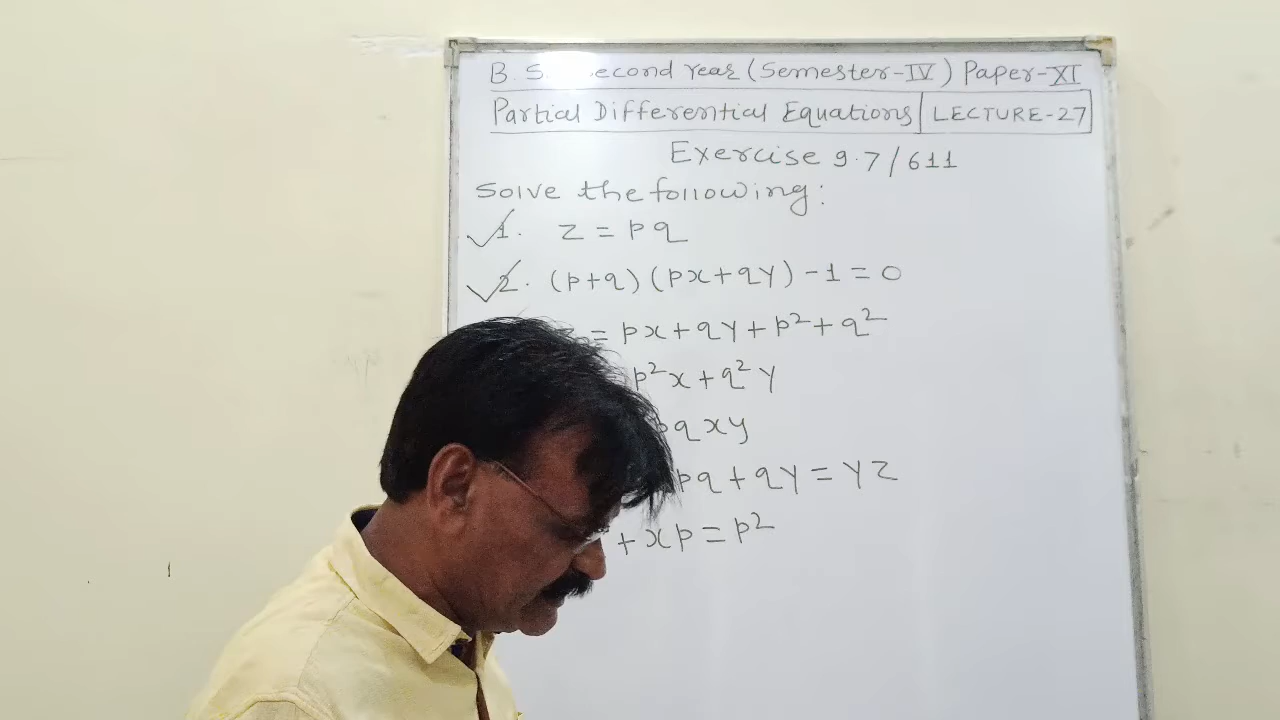 B. S. econd Year (Semester-IV) Paper-XI
Partial Differential Equations | LECTURE-27
Exercise 9.7/611
Solve the following:
✓1. z = pq
✓2. (p+q)(px+qy)-1=0
= px+qy+p²+q²
p²x+q²y
pqxy
pq+qy=yz
+xp=p²